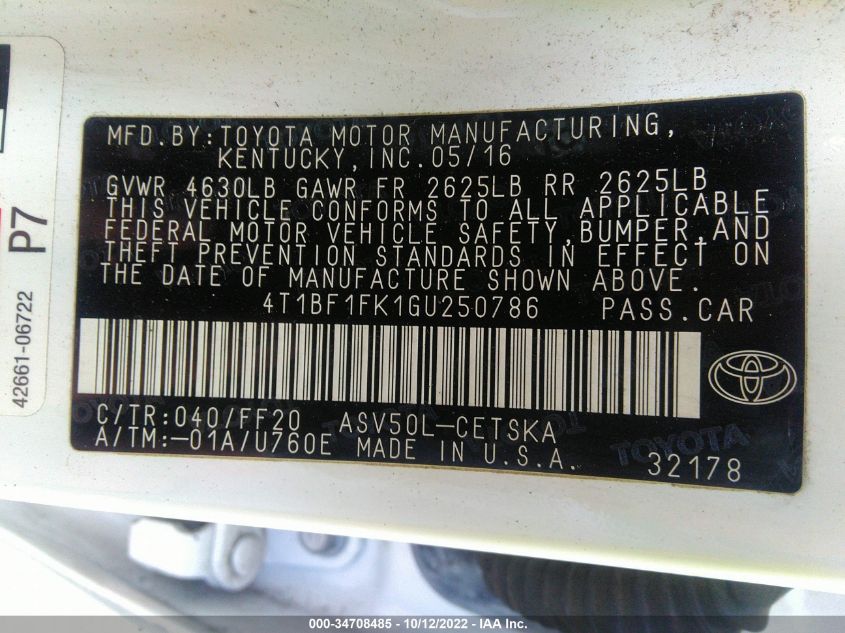 MFD.BY:TOYOTA MOTOR MANUFACTURING,
KENTUCKY,INC.05/16
GVWR 4630LB GAWR FR 2625LB RR 2625LB
THIS VEHICLE CONFORMS TO ALL APPLICABLE
FEDERAL MOTOR VEHICLE SAFETY,BUMPER,AND
THEFT PREVENTION STANDARDS IN EFFECT ON
THE DATE OF MANUFACTURE SHOWN ABOVE.
4T1BF1FK1GU250786 PASS.CAR
C/TR:040/FF20 ASV50L-CETSKA
A/TM:-01A/U760E MADE IN U.S.A. 32178
TOYOTA
P7
42661-06722
000-34708485 - 10/12/2022 - IAA Inc.